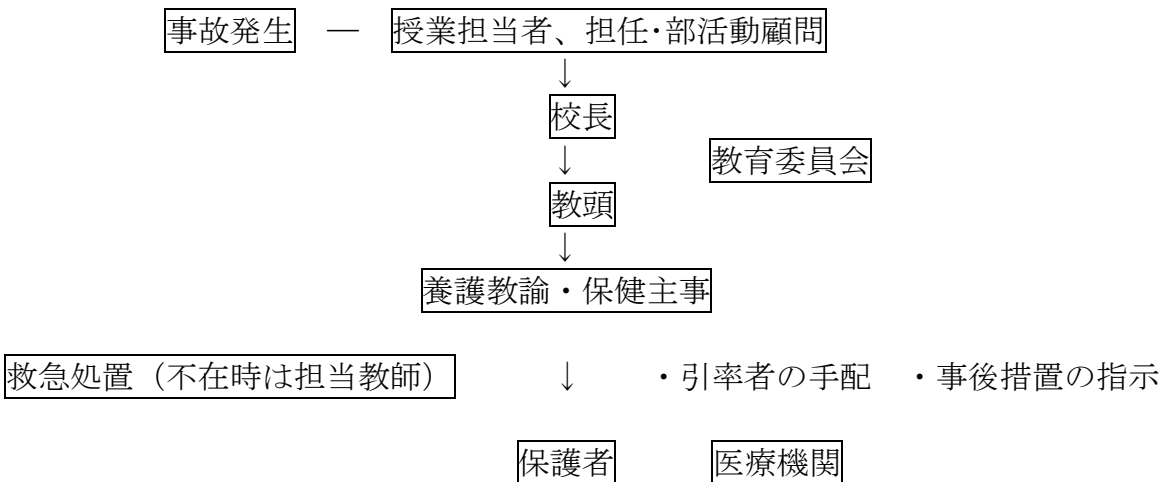 事故発生 ― 授業担当者、担任・部活動顧問
↓
校長
↓ 教育委員会
教頭
↓
養護教諭・保健主事
救急処置（不在時は担当教師） ↓ ・引率者の手配 ・事後措置の指示
保護者 医療機関